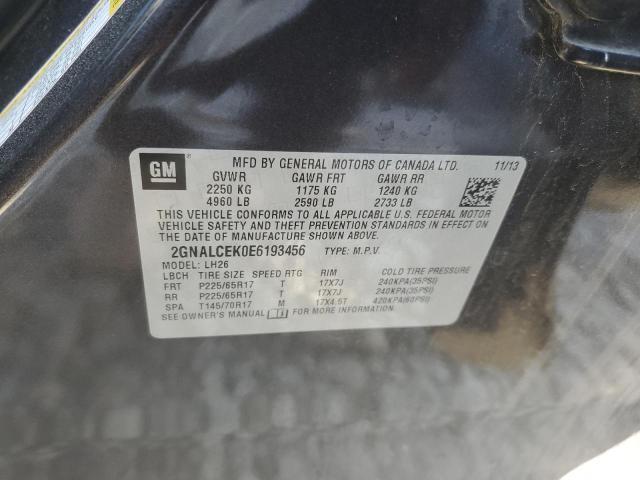 GM ®
MFD BY GENERAL MOTORS OF CANADA LTD. 11/13
GVWR GAWR FRT GAWR RR
2250 KG 1175 KG 1240 KG
4960 LB 2590 LB 2733 LB
THIS VEHICLE CONFORMS TO ALL APPLICABLE U.S. FEDERAL MOTOR
VEHICLE SAFETY AND THEFT PREVENTION STANDARDS IN EFFECT ON
THE DATE OF MANUFACTURE SHOWN ABOVE.
2GNALCEK0E6193456 TYPE: M.P.V.
MODEL: LH26
LBCH TIRE SIZE SPEED RTG RIM COLD TIRE PRESSURE
FRT P225/65R17 T 17X7J 240KPA(35PSI)
RR P225/65R17 T 17X7J 240KPA(35PSI)
SPA T145/70R17 M 17X4.5T 420KPA(60PSI)
SEE OWNER'S MANUAL FOR MORE INFORMATION.